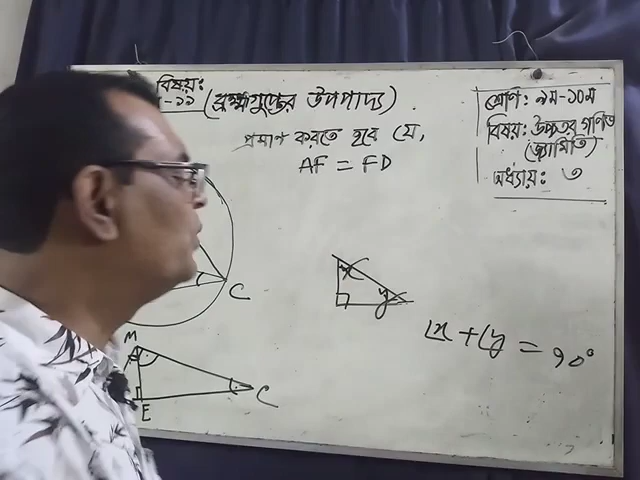 বিষয়:
-১১ (ব্রহ্মগুপ্তের উপপাদ্য)
প্রমাণ করতে হবে যে,
AF = FD
শ্রেণি: ৯ম-১০ম
বিষয়: উচ্চতর গণিত
(জ্যামিতি)
অধ্যায়: ৩
C
x
y
∠x + ∠y = 90°
M
E
C